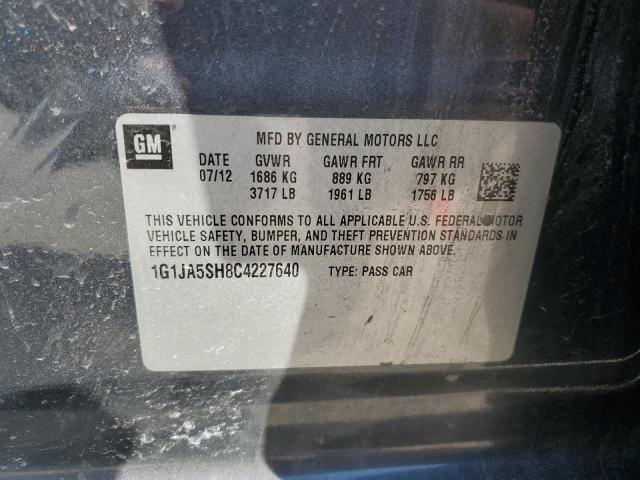 GM ®
MFD BY GENERAL MOTORS LLC
DATE GVWR GAWR FRT GAWR RR
07/12 1686 KG 889 KG 797 KG
3717 LB 1961 LB 1756 LB
THIS VEHICLE CONFORMS TO ALL APPLICABLE U.S. FEDERAL MOTOR
VEHICLE SAFETY, BUMPER, AND THEFT PREVENTION STANDARDS IN
EFFECT ON THE DATE OF MANUFACTURE SHOWN ABOVE.
1G1JA5SH8C4227640 TYPE: PASS CAR